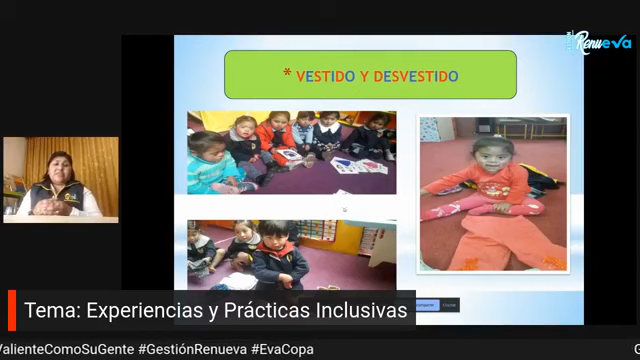 Renueva
* VESTIDO Y DESVESTIDO
Tema: Experiencias y Prácticas Inclusivas
ValienteComoSuGente #GestiónRenueva #EvaCopa
G